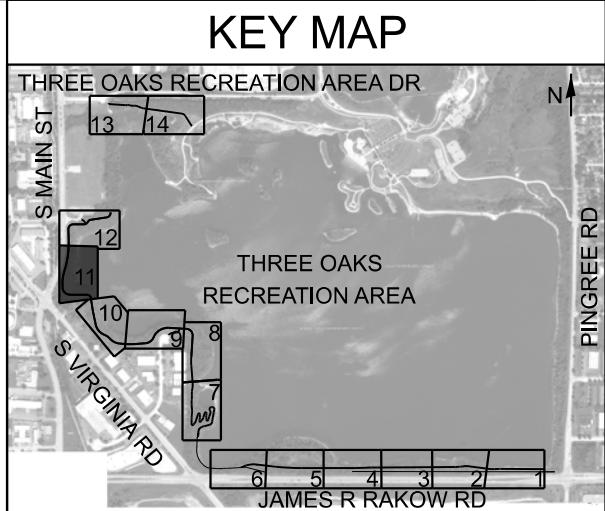 KEY MAP
THREE OAKS RECREATION AREA DR
N
S MAIN ST
13
14
12
11
THREE OAKS
RECREATION AREA
PINGREE RD
10
9
8
S VIRGINIA RD
7
6
5
4
3
2
1
JAMES R RAKOW RD